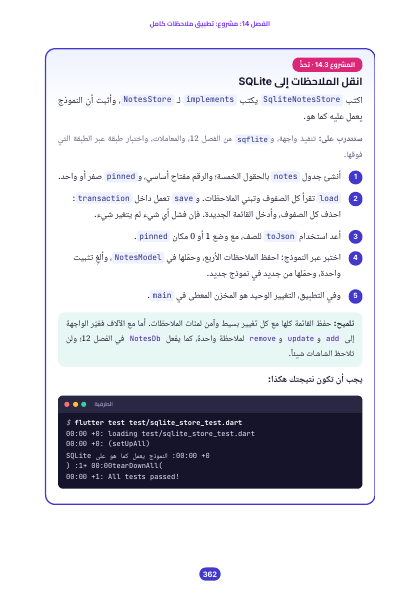 الفصل 14: مشروع: تطبيق ملاحظات كامل
المشروع 14.3 · تحدٍّ
انقل الملاحظات إلى SQLite
اكتب SqliteNotesStore يكتب implements لـ NotesStore، وأثبت أن النموذج
يعمل عليه كما هو.
ستتدرب على: تنفيذ واجهة، و sqflite من الفصل 12، والمعاملات، واختبار طبقة عبر الطبقة التي
فوقها.
1 أنشئ جدول notes بالحقول الخمسة؛ والرقم مفتاح أساسي، و pinned صفر أو واحد.
2 load تقرأ كل الصفوف وتبني الملاحظات. و save تعمل داخل transaction:
احذف كل الصفوف، وأدخل القائمة الجديدة. فإن فشل أي شيء لم يتغير شيء.
3 أعد استخدام toJson للصف، مع وضع 1 أو 0 مكان pinned.
4 اختبر عبر النموذج: احفظ الملاحظات الأربع، وحمّلها في NotesModel، وألغِ تثبيت
واحدة، وحمّلها من جديد في نموذج جديد.
5 وفي التطبيق، التغيير الوحيد هو المخزن المعطى في main.
تلميح: حفظ القائمة كلها مع كل تغيير بسيط وآمن لمئات الملاحظات. أما مع الآلاف فغيّر الواجهة
إلى add و update و remove لملاحظة واحدة، كما يفعل NotesDb في الفصل 12؛ ولن
تلاحظ الشاشات شيئاً.
يجب أن تكون نتيجتك هكذا:
الطرفية
$ flutter test test/sqlite_store_test.dart
00:00 +0: loading test/sqlite_store_test.dart
00:00 +0: (setUpAll)
00:00 +0: النموذج يعمل كما هو على SQLite
) :1+ 00:00tearDownAll(
00:00 +1: All tests passed!
362